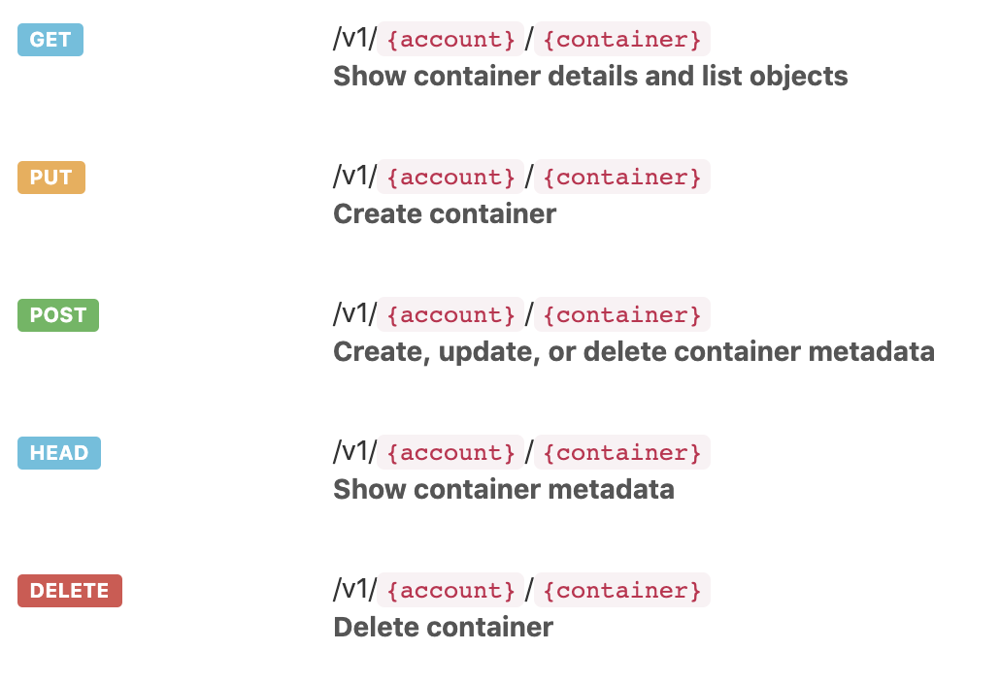 GET /v1/{account}/{container}
Show container details and list objects
PUT /v1/{account}/{container}
Create container
POST /v1/{account}/{container}
Create, update, or delete container metadata
HEAD /v1/{account}/{container}
Show container metadata
DELETE /v1/{account}/{container}
Delete container